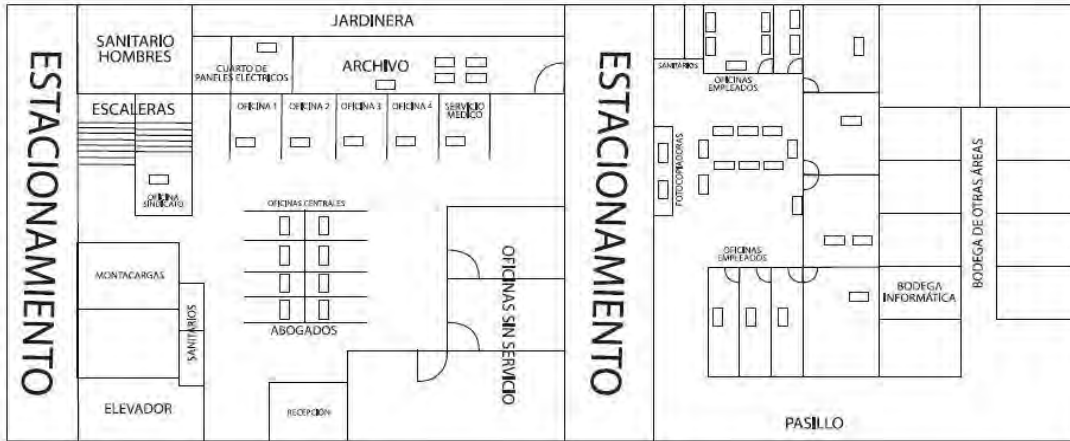 JARDINERA
SANITARIO
HOMBRES
CUARTO DE
PANELES ELECTRICOS
ARCHIVO
ESTACIONAMIENTO
ESCALERAS
OFICINA 1
OFICINA 2
OFICINA 3
OFICINA 4
SERVICIO
MEDICO
OFICINA
SINDICATO
OFICINAS CENTRALES
MONTACARGAS
SANITARIOS
ABOGADOS
OFICINAS SIN SERVICIO
ELEVADOR
RECEPCIÓN
ESTACIONAMIENTO
SANITARIOS
OFICINAS
EMPLEADOS
FOTOCOPIADORAS
OFICINAS
EMPLEADOS
BODEGA DE OTRAS ÁREAS
BODEGA
INFORMÁTICA
PASILLO